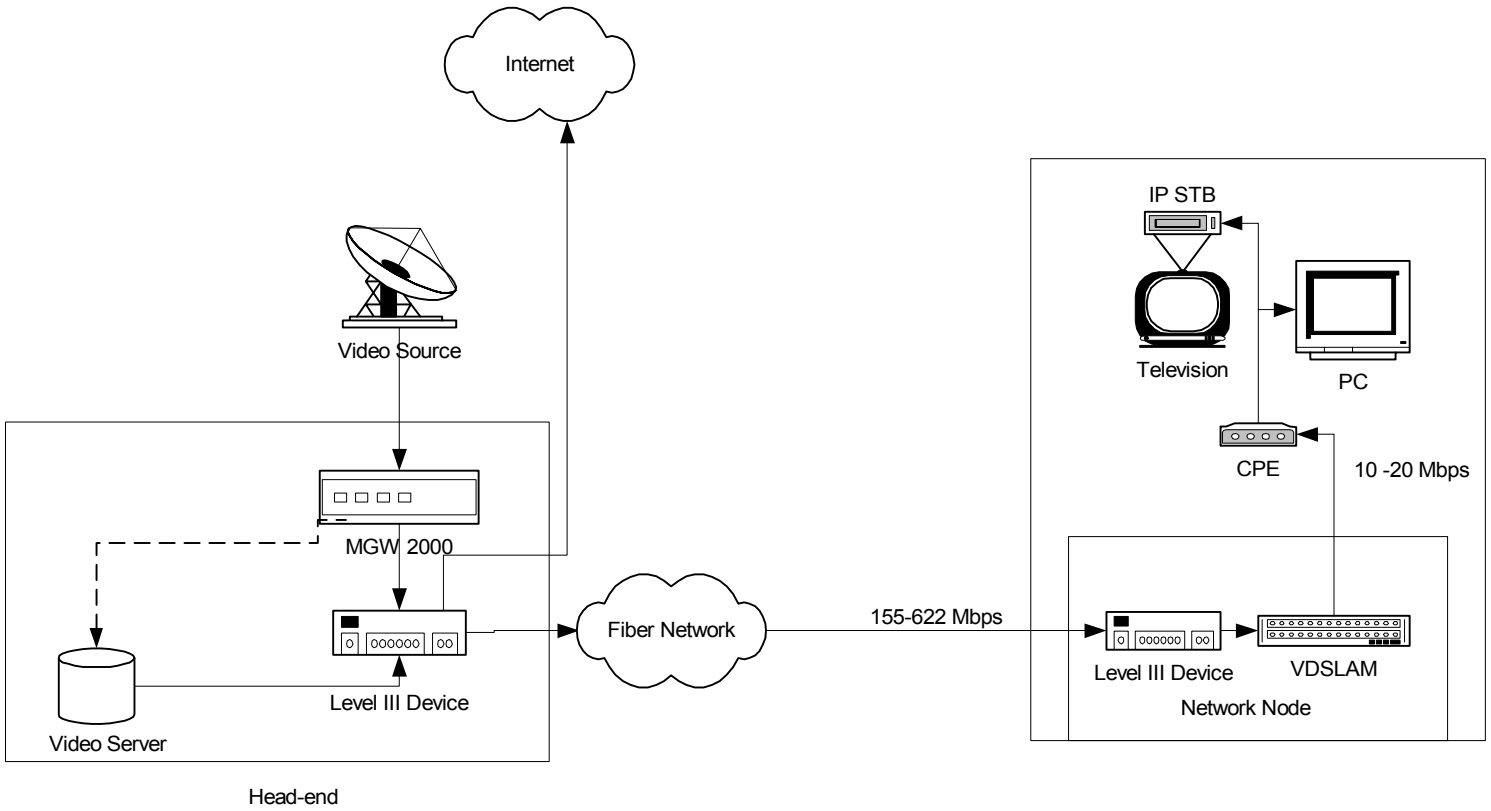 Internet
IP STB
Video Source
Television
PC
CPE
10 -20 Mbps
MGW 2000
Fiber Network
155-622 Mbps
Level III Device
Video Server
Level III Device
VDSLAM
Network Node
Head-end